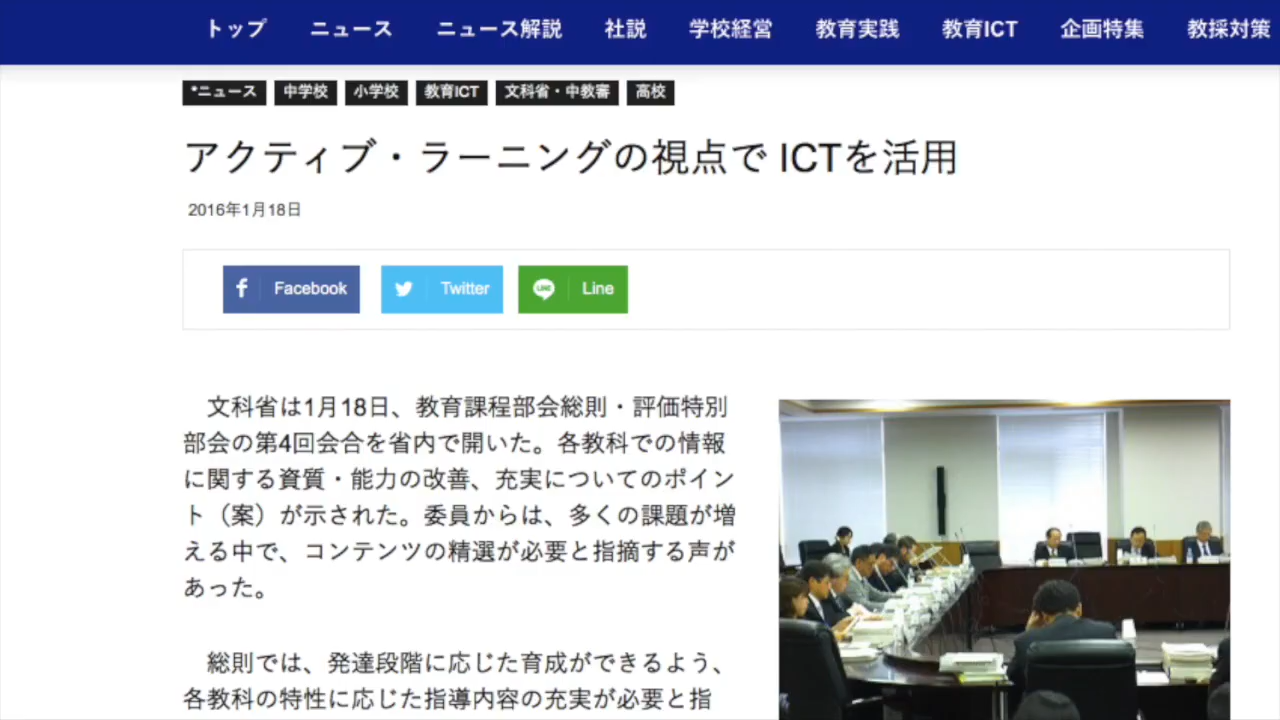 トップ ニュース ニュース解説 社説 学校経営 教育実践 教育ICT 企画特集 教採対策
*ニュース 中学校 小学校 教育ICT 文科省・中教審 高校
アクティブ・ラーニングの視点で ICTを活用
2016年1月18日
Facebook Twitter Line
文科省は1月18日、教育課程部会総則・評価特別
部会の第4回会合を省内で開いた。各教科での情報
に関する資質・能力の改善、充実についてのポイン
ト（案）が示された。委員からは、多くの課題が増
える中で、コンテンツの精選が必要と指摘する声が
あった。
総則では、発達段階に応じた育成ができるよう、
各教科の特性に応じた指導内容の充実が必要と指